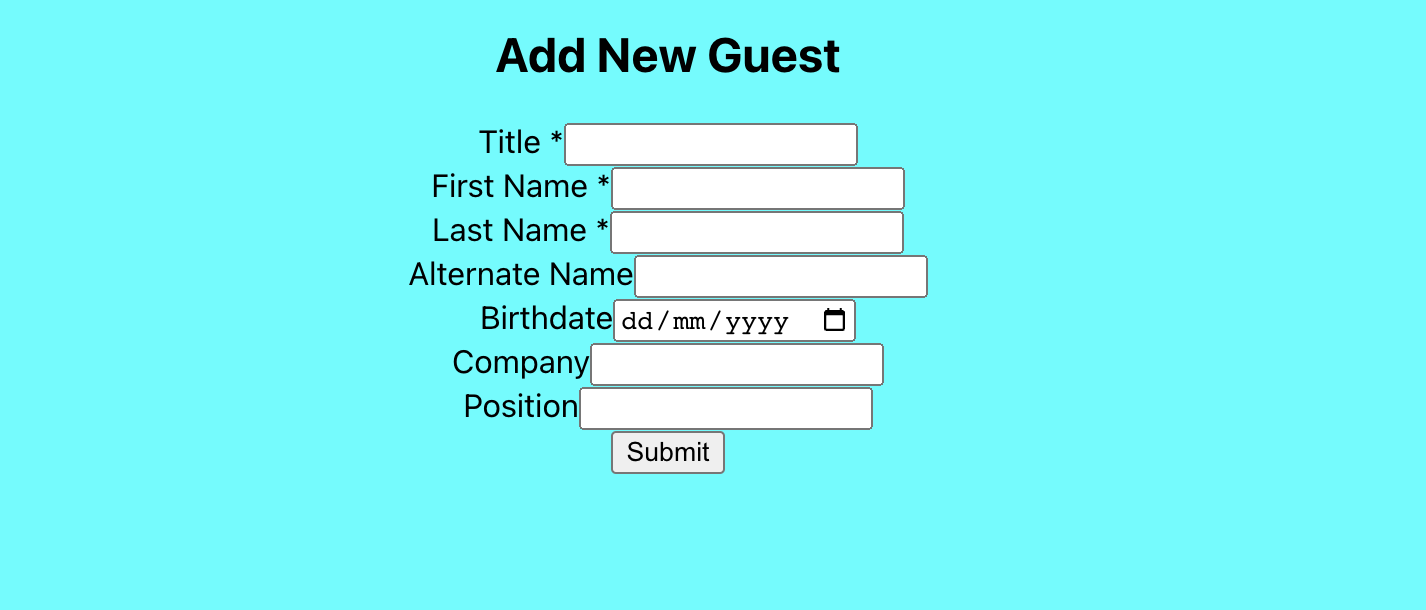 Add New Guest
Title *
First Name *
Last Name *
Alternate Name
Birthdate dd/mm/yyyy
Company
Position
Submit